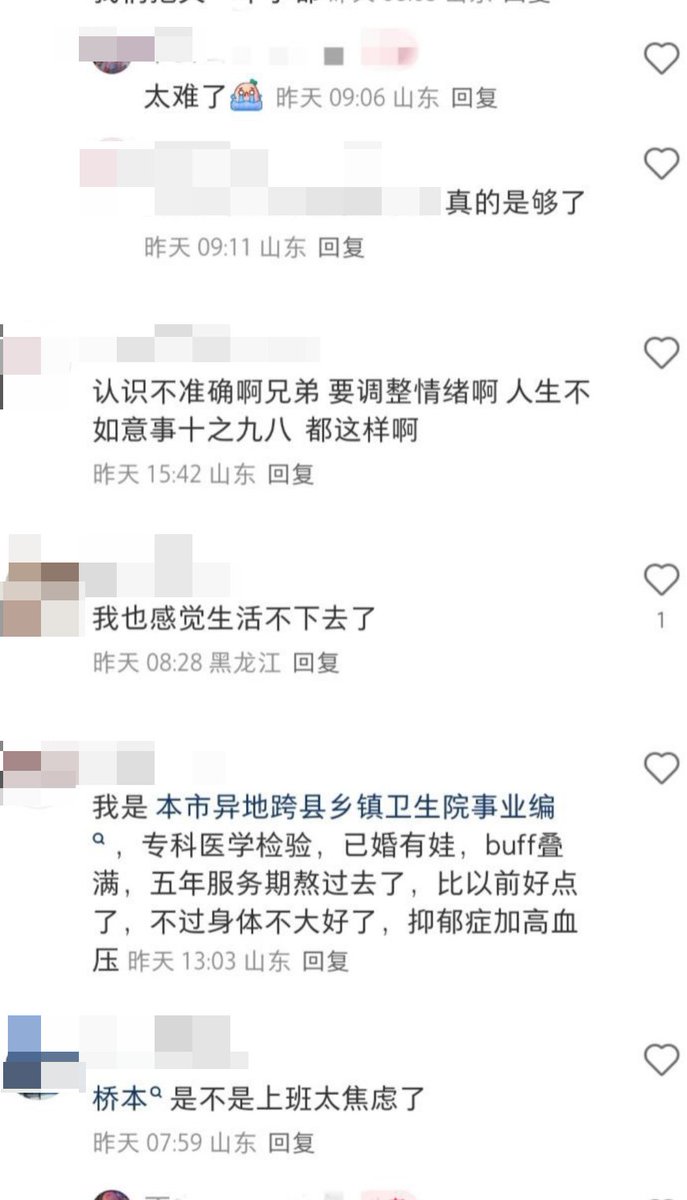 太难了 昨天 09:06 山东 回复
真的是够了
昨天 09:11 山东 回复
认识不准确啊兄弟 要调整情绪啊 人生不
如意事十之九八 都这样啊
昨天 15:42 山东 回复
我也感觉生活不下去了
1
昨天 08:28 黑龙江 回复
我是 本市异地跨县乡镇卫生院事业编
，专科医学检验，已婚有娃，buff叠
满，五年服务期熬过去了，比以前好点
了，不过身体不大好了，抑郁症加高血
压 昨天 13:03 山东 回复
桥本 是不是上班太焦虑了
昨天 07:59 山东 回复